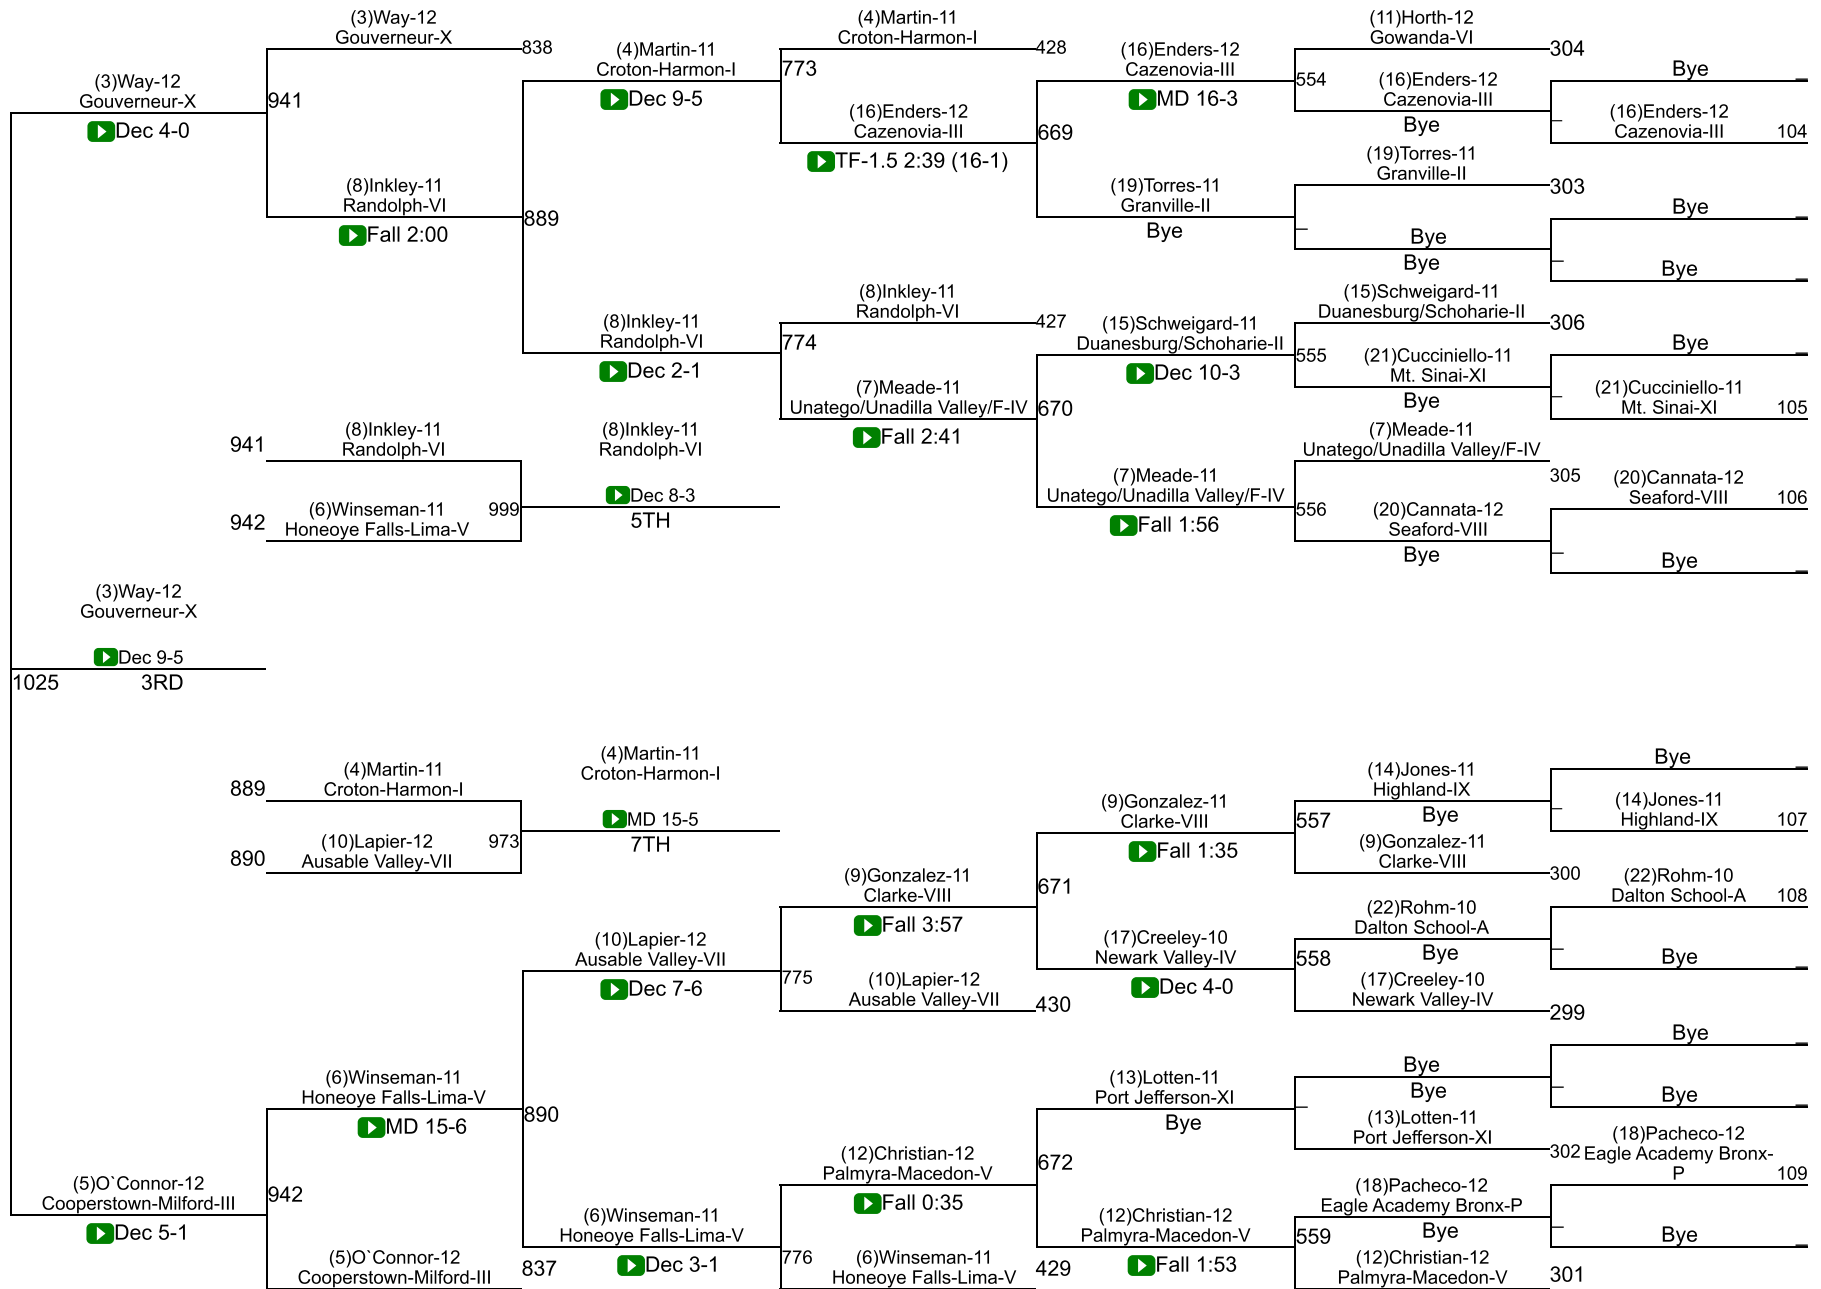 (3)Way-12
Gouverneur-X
838
(4)Martin-11
Croton-Harmon-I
428
(11)Horth-12
Gowanda-VI
304
(4)Martin-11
Croton-Harmon-I
773
Dec 9-5
(16)Enders-12
Cazenovia-III
MD 16-3
554
(16)Enders-12
Cazenovia-III
Bye
Bye
(16)Enders-12
Cazenovia-III
104
(3)Way-12
Gouverneur-X
Dec 4-0
941
(16)Enders-12
Cazenovia-III
TF-1.5 2:39 (16-1)
669
(19)Torres-11
Granville-II
303
Bye
(8)Inkley-11
Randolph-VI
Fall 2:00
889
(19)Torres-11
Granville-II
Bye
Bye
Bye
Bye
(8)Inkley-11
Randolph-VI
427
(15)Schweigard-11
Duanesburg/Schoharie-II
306
(8)Inkley-11
Randolph-VI
Dec 2-1
774
(15)Schweigard-11
Duanesburg/Schoharie-II
Dec 10-3
555
(21)Cucciniello-11
Mt. Sinai-XI
Bye
Bye
(21)Cucciniello-11
Mt. Sinai-XI
105
(7)Meade-11
Unatego/Unadilla Valley/F-IV
Fall 2:41
670
(7)Meade-11
Unatego/Unadilla Valley/F-IV
305
(20)Cannata-12
Seaford-VIII
106
941
(8)Inkley-11
Randolph-VI
(8)Inkley-11
Randolph-VI
Dec 8-3
5TH
942
(6)Winseman-11
Honeoye Falls-Lima-V
999
(7)Meade-11
Unatego/Unadilla Valley/F-IV
Fall 1:56
556
(20)Cannata-12
Seaford-VIII
Bye
Bye
(3)Way-12
Gouverneur-X
Dec 9-5
1025
3RD
889
(4)Martin-11
Croton-Harmon-I
(4)Martin-11
Croton-Harmon-I
MD 15-5
7TH
890
(10)Lapier-12
Ausable Valley-VII
973
(9)Gonzalez-11
Clarke-VIII
Fall 1:35
557
(14)Jones-11
Highland-IX
Bye
Bye
(14)Jones-11
Highland-IX
107
(9)Gonzalez-11
Clarke-VIII
300
(9)Gonzalez-11
Clarke-VIII
Fall 3:57
671
(22)Rohm-10
Dalton School-A
108
(10)Lapier-12
Ausable Valley-VII
Dec 7-6
775
(10)Lapier-12
Ausable Valley-VII
430
(17)Creeley-10
Newark Valley-IV
Dec 4-0
558
(22)Rohm-10
Dalton School-A
Bye
Bye
(17)Creeley-10
Newark Valley-IV
299
(6)Winseman-11
Honeoye Falls-Lima-V
MD 15-6
890
(13)Lotten-11
Port Jefferson-XI
Bye
Bye
Bye
Bye
Bye
(13)Lotten-11
Port Jefferson-XI
302
(18)Pacheco-12
Eagle Academy Bronx-
P
109
(5)O`Connor-12
Cooperstown-Milford-III
Dec 5-1
942
(12)Christian-12
Palmyra-Macedon-V
Fall 0:35
672
(18)Pacheco-12
Eagle Academy Bronx-P
Bye
Bye
(6)Winseman-11
Honeoye Falls-Lima-V
Dec 3-1
776
(12)Christian-12
Palmyra-Macedon-V
Fall 1:53
559
(5)O`Connor-12
Cooperstown-Milford-III
837
(6)Winseman-11
Honeoye Falls-Lima-V
429
(12)Christian-12
Palmyra-Macedon-V
301